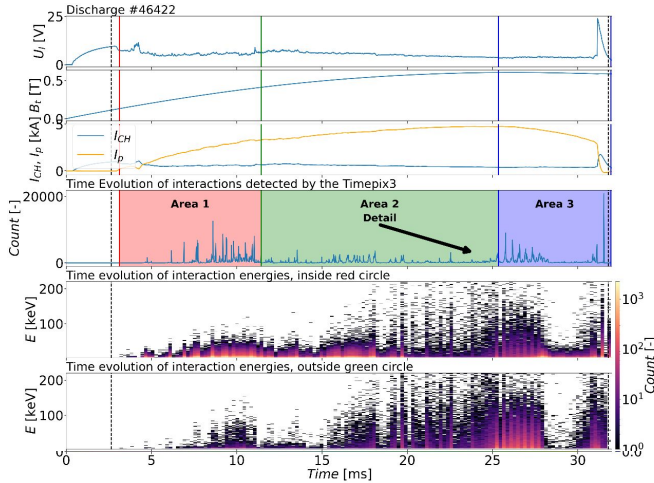 Discharge #46422
25
0
U_l [V]
0.5
0.0
B_t [T]
9
0
I_CH, I_p [kA]
I_CH
I_p
Time Evolution of interactions detected by the Timepix3
20000
0
Count [-]
Area 1
Area 2
Detail
Area 3
Time evolution of interaction energies, inside red circle
200
100
E [keV]
Time evolution of interaction energies, outside green circle
200
100
0
E [keV]
10^3
10^2
10^1
10^0
Count [-]
0 5 10 15 20 25 30
Time [ms]